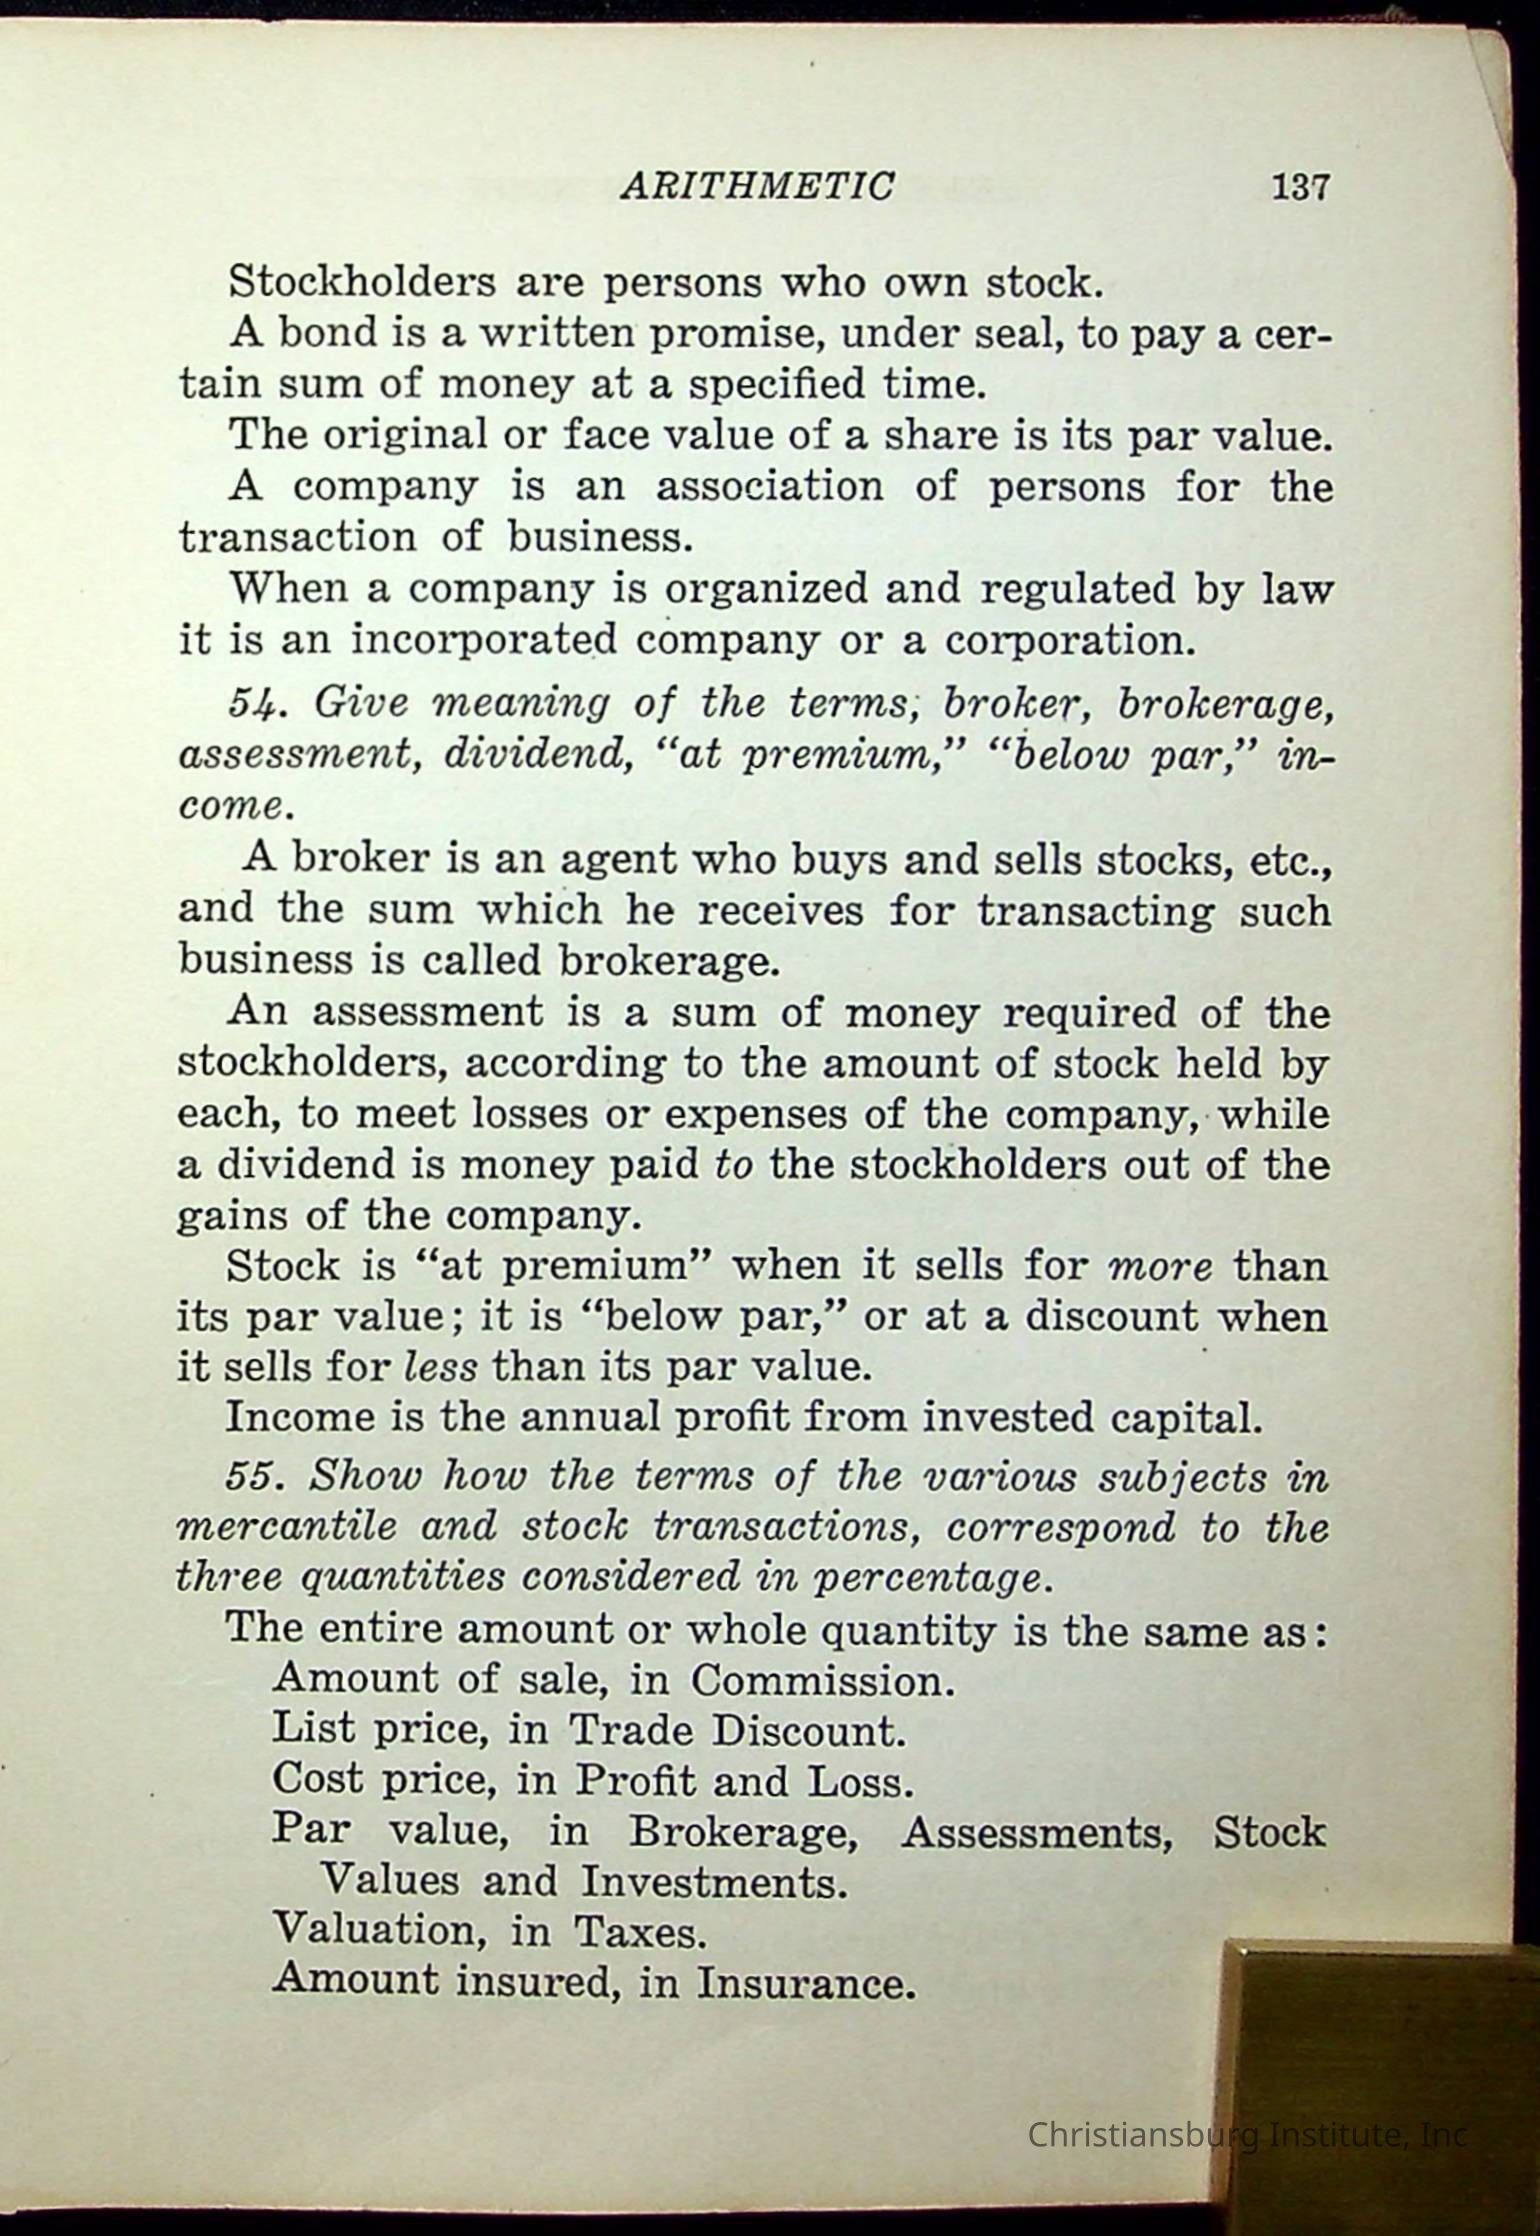 ARITHMETIC 137
Stockholders are persons who own stock.
A bond is a written promise, under seal, to pay a cer-
tain sum of money at a specified time.
The original or face value of a share is its par value.
A company is an association of persons for the
transaction of business.
When a company is organized and regulated by law
it is an incorporated company or a corporation.
54. Give meaning of the terms; broker, brokerage,
assessment, dividend, “at premium,” “below par,” in-
come.
A broker is an agent who buys and sells stocks, etc.,
and the sum which he receives for transacting such
business is called brokerage.
An assessment is a sum of money required of the
stockholders, according to the amount of stock held by
each, to meet losses or expenses of the company, while
a dividend is money paid to the stockholders out of the
gains of the company.
Stock is “at premium” when it sells for more than
its par value; it is “below par,” or at a discount when
it sells for less than its par value.
Income is the annual profit from invested capital.
55. Show how the terms of the various subjects in
mercantile and stock transactions, correspond to the
three quantities considered in percentage.
The entire amount or whole quantity is the same as:
Amount of sale, in Commission.
List price, in Trade Discount.
Cost price, in Profit and Loss.
Par value, in Brokerage, Assessments, Stock
Values and Investments.
Valuation, in Taxes.
Amount insured, in Insurance.
Christiansburg Institute, Inc